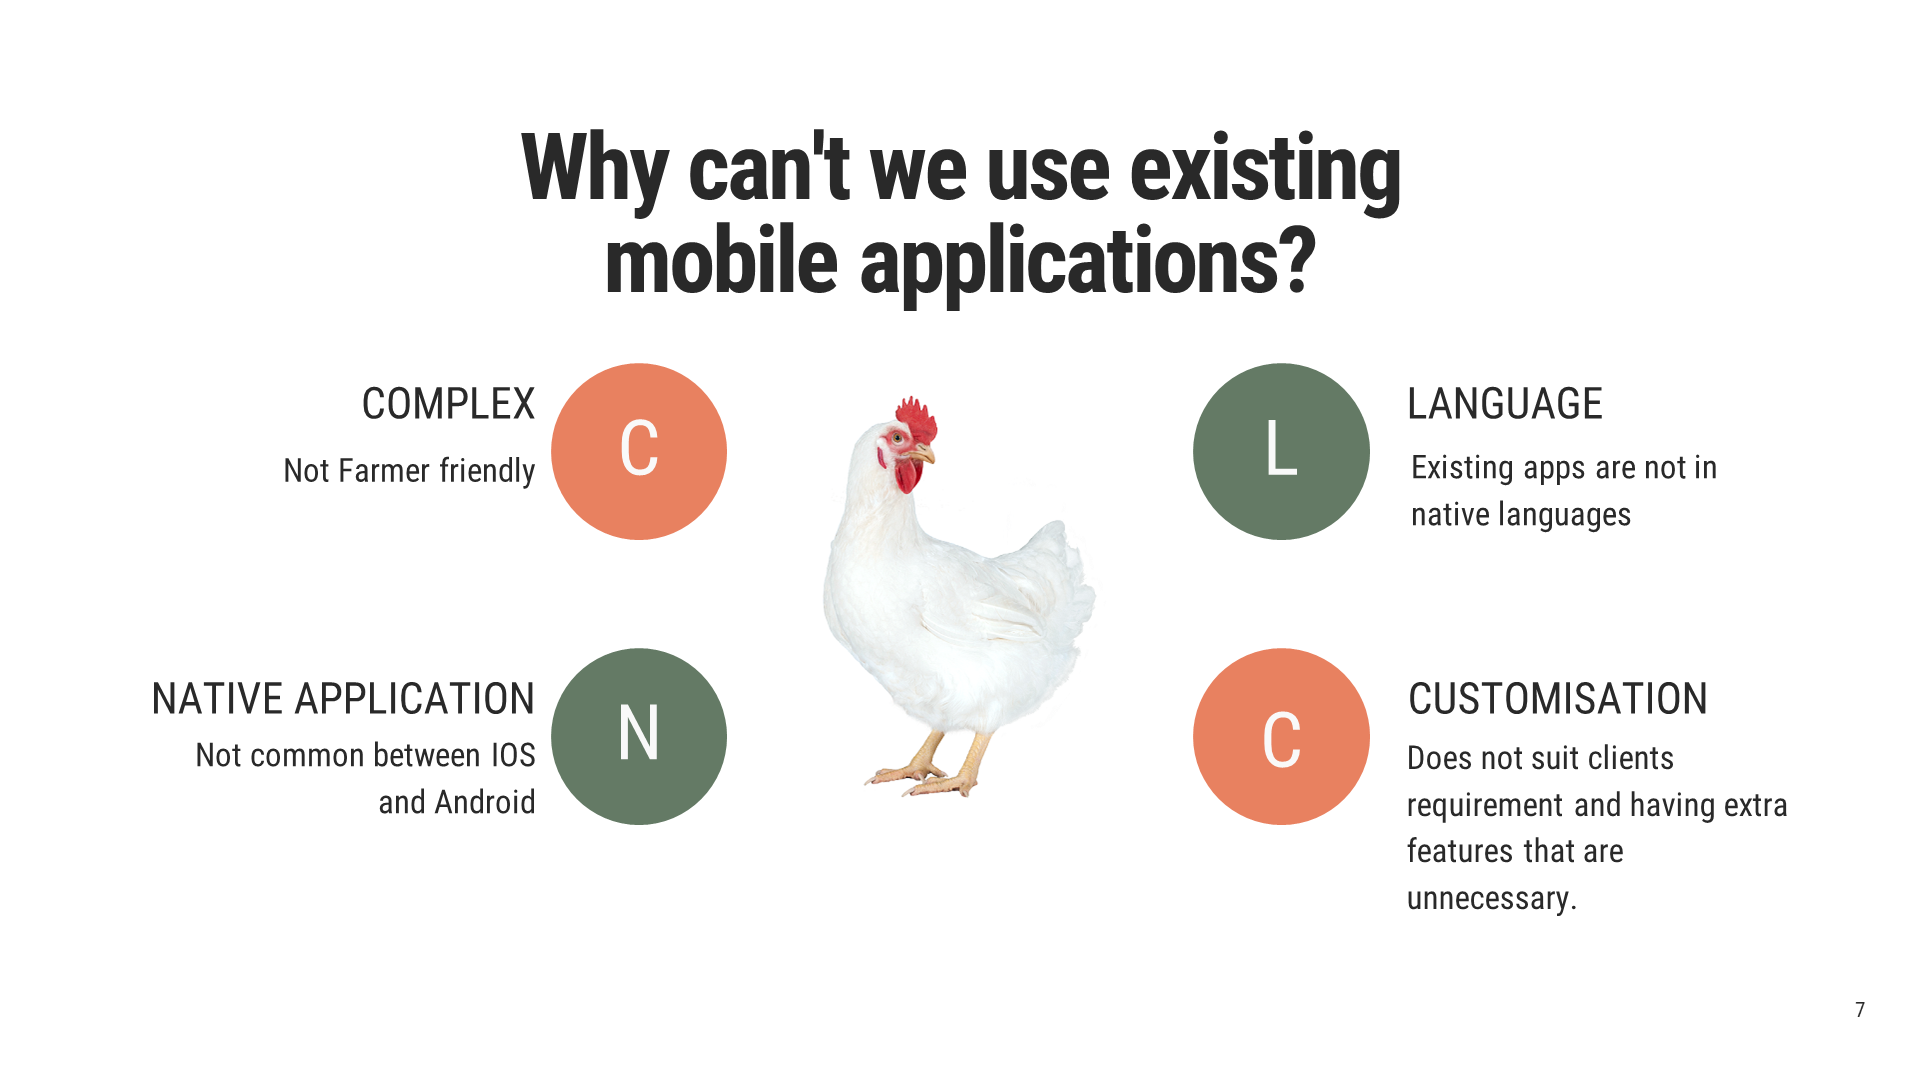 Why can't we use existing
mobile applications?
COMPLEX
Not Farmer friendly
C
L
LANGUAGE
Existing apps are not in
native languages
NATIVE APPLICATION
Not common between IOS
and Android
N
C
CUSTOMISATION
Does not suit clients
requirement and having extra
features that are
unnecessary.
7